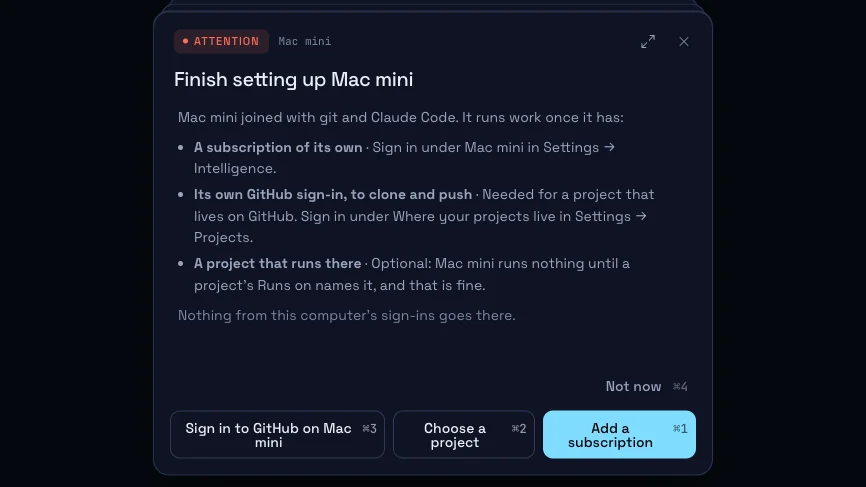 ATTENTION Mac mini
Finish setting up Mac mini
Mac mini joined with git and Claude Code. It runs work once it has:
• A subscription of its own · Sign in under Mac mini in Settings →
Intelligence.
• Its own GitHub sign-in, to clone and push · Needed for a project that
lives on GitHub. Sign in under Where your projects live in Settings →
Projects.
• A project that runs there · Optional: Mac mini runs nothing until a
project's Runs on names it, and that is fine.
Nothing from this computer's sign-ins goes there.
Not now ⌘4
Sign in to GitHub on Mac
mini ⌘3
Choose a
project ⌘2
Add a
subscription ⌘1